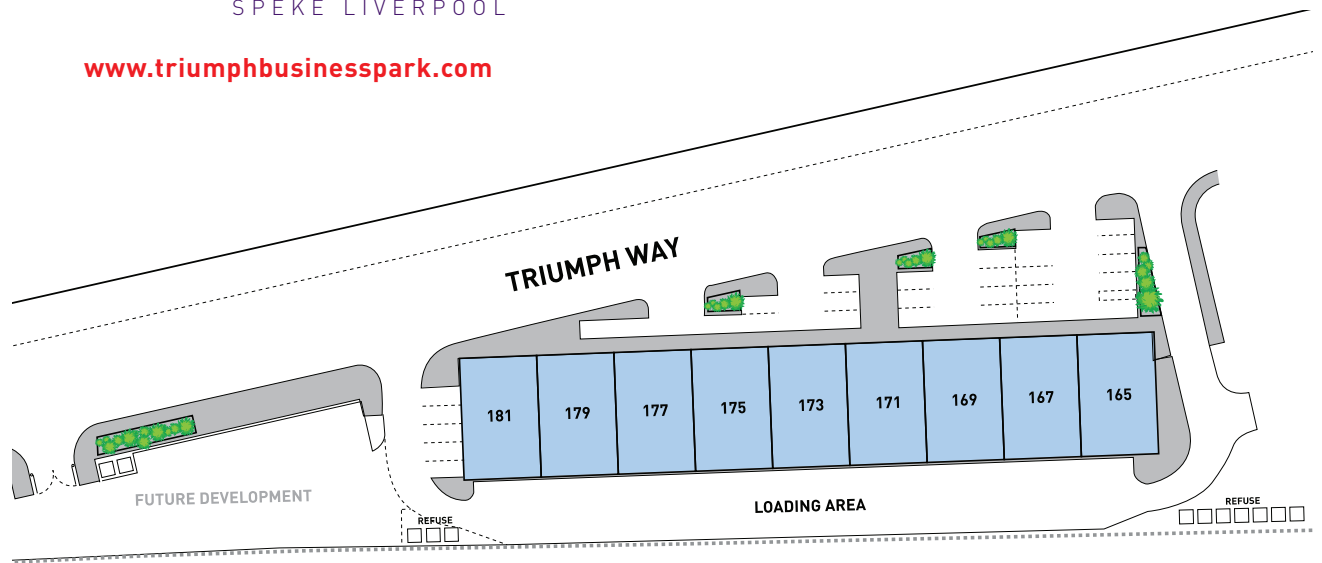 SPEKE LIVERPOOL
www.triumphbusinesspark.com
TRIUMPH WAY
181
179
177
175
173
171
169
167
165
FUTURE DEVELOPMENT
LOADING AREA
REFUSE
REFUSE